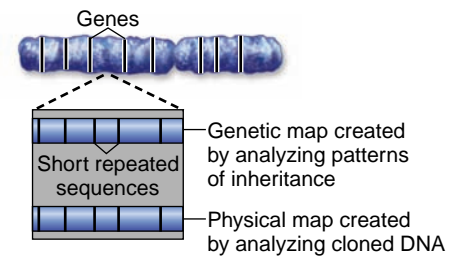 Genes
Genetic map created
by analyzing patterns
of inheritance
Short repeated
sequences
Physical map created
by analyzing cloned DNA